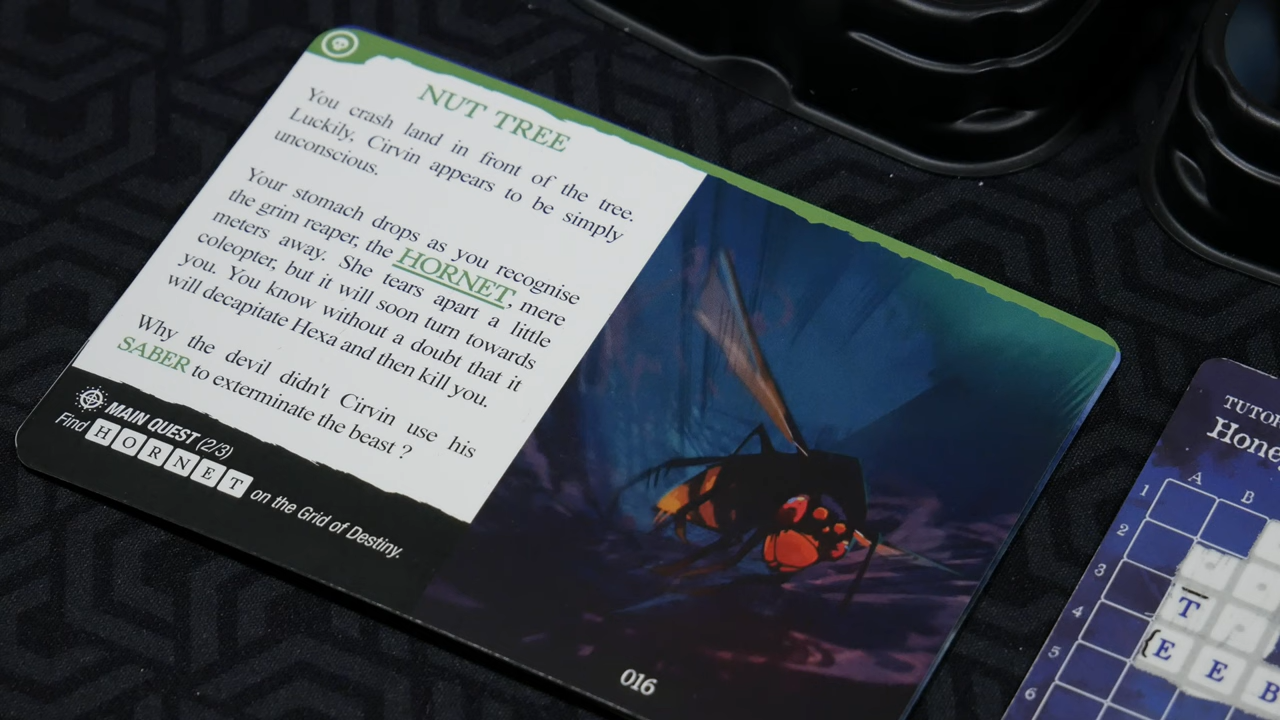 NUT TREE
You crash land in front of the tree.
Luckily, Cirvin appears to be simply
unconscious.
Your stomach drops as you recognise
the grim reaper, the HORNET, mere
meters away. She tears apart a little
coleopter, but it will soon turn towards
you. You know without a doubt that it
will decapitate Hexa and then kill you.
Why the devil didn't Cirvin use his
SABER to exterminate the beast ?
MAIN QUEST (2/3)
Find HORNET on the Grid of Destiny.
016
A B
1
2
3
4
5
6
T
{E E B